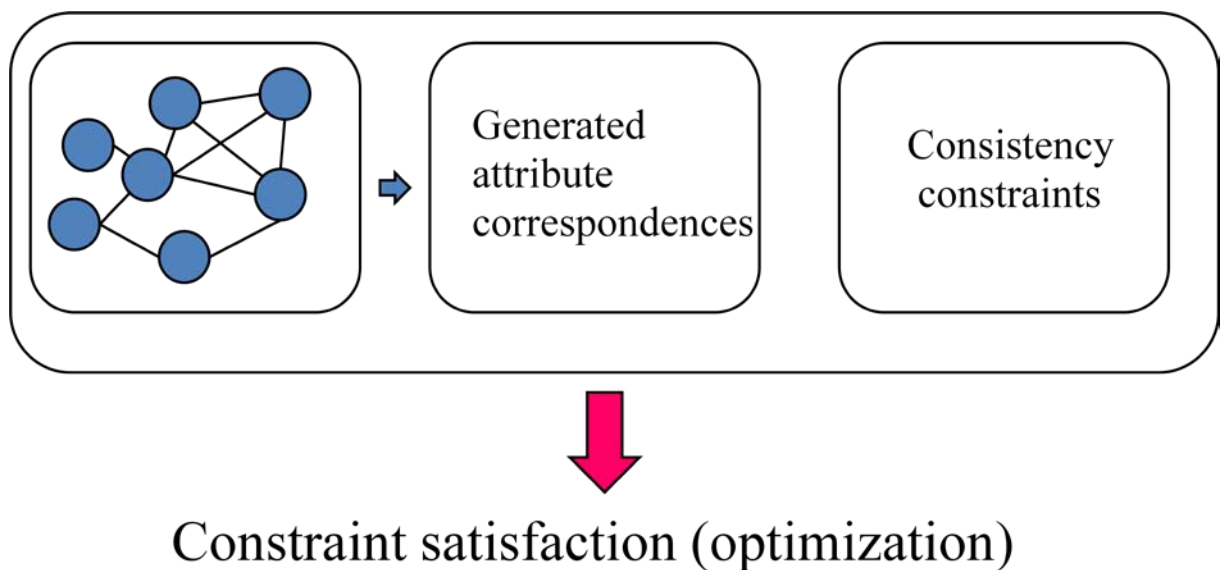 Generated
attribute
correspondences
Consistency
constraints
Constraint satisfaction (optimization)